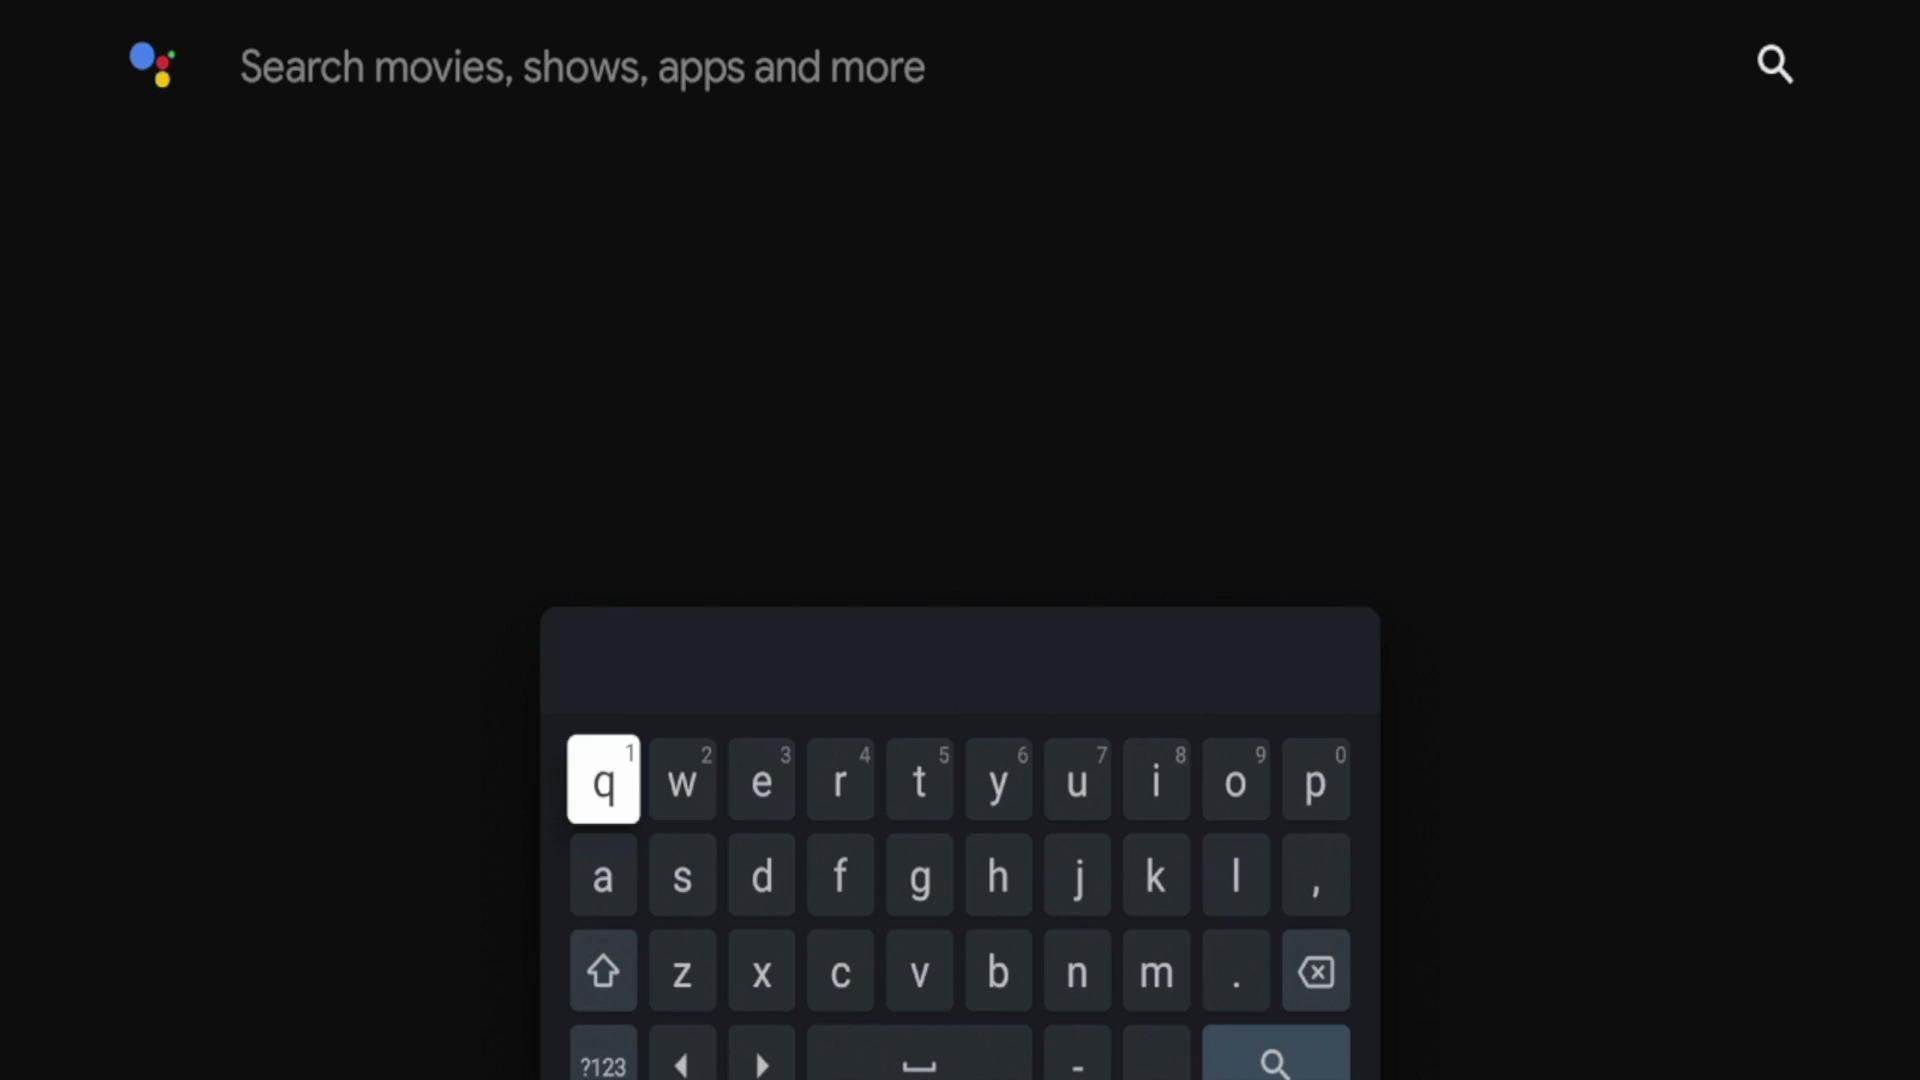 Search movies, shows, apps and more
q 1 w 2 e 3 r 4 t 5 y 6 u 7 i 8 o 9 p 0
a s d f g h j k l ,
z x c v b n m .
?123 -